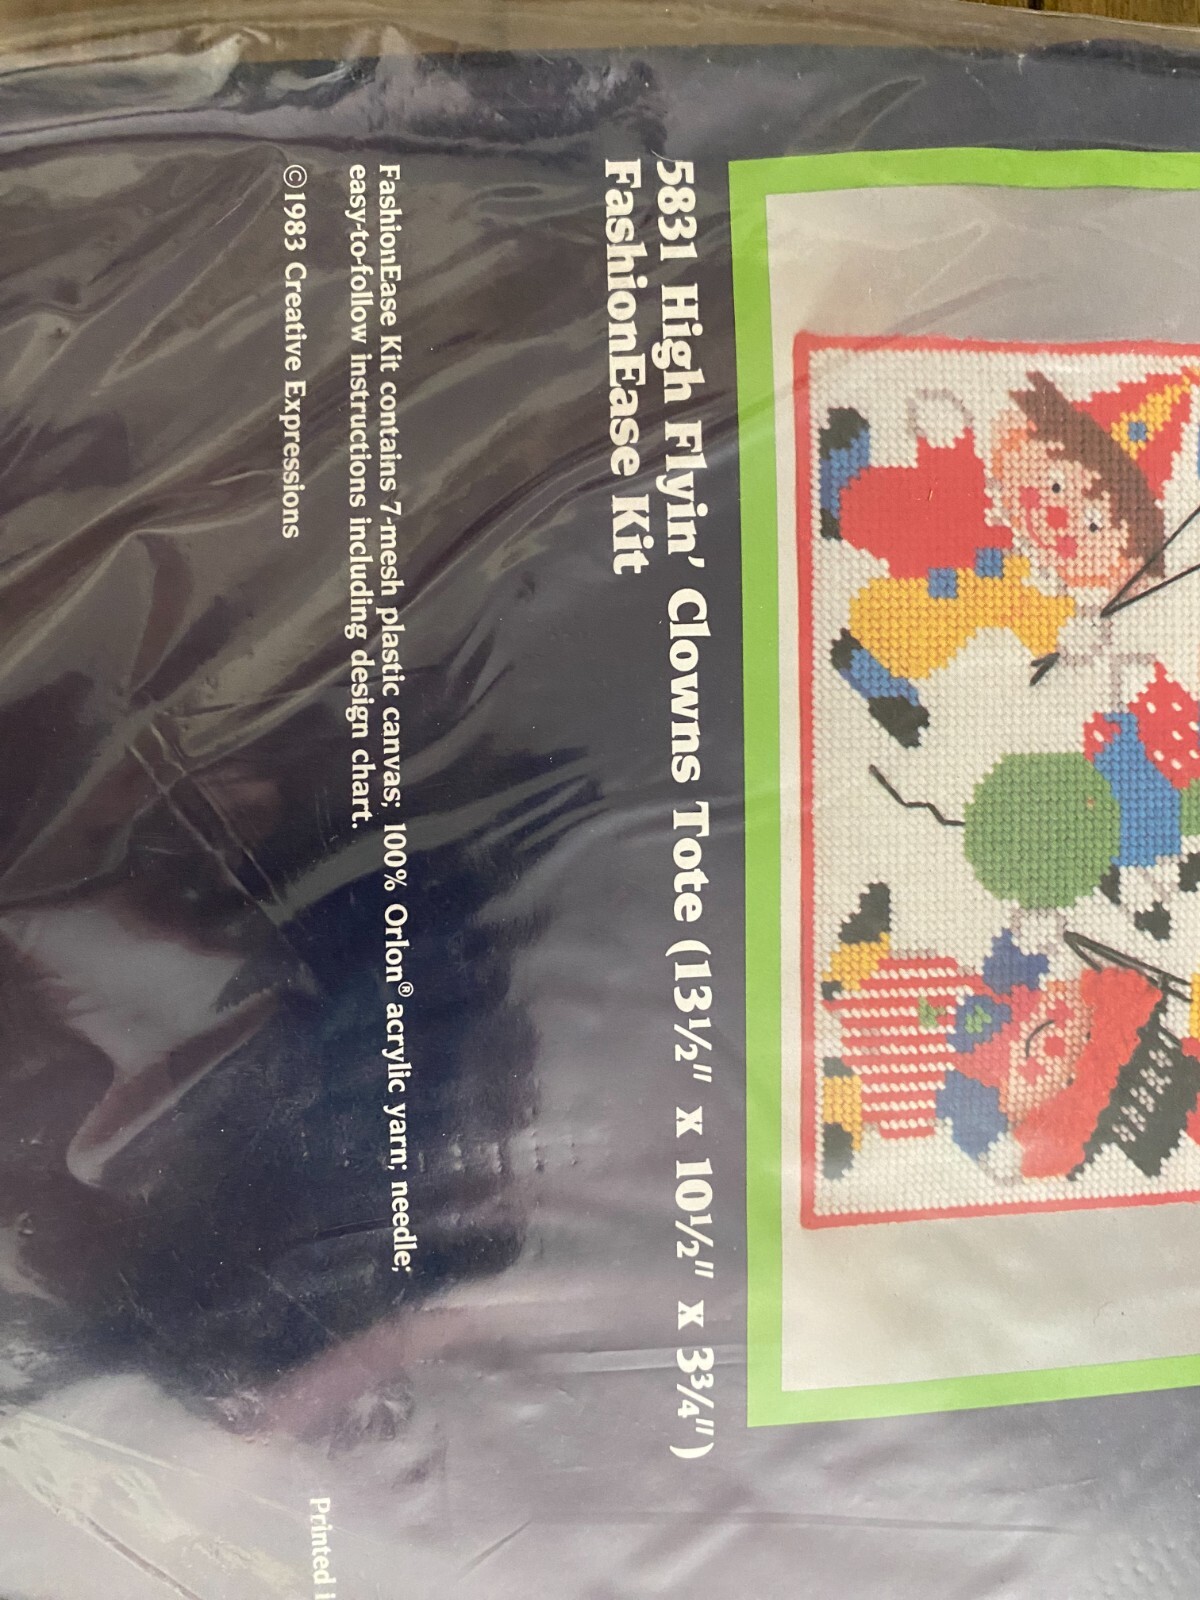 5831 High Flyin' Clowns Tote (13½" x 10½" x 3¾")
FashionEase Kit
FashionEase Kit contains 7-mesh plastic canvas; 100% Orlon® acrylic yarn; needle;
easy-to-follow instructions including design chart.
©1983 Creative Expressions
Printed i